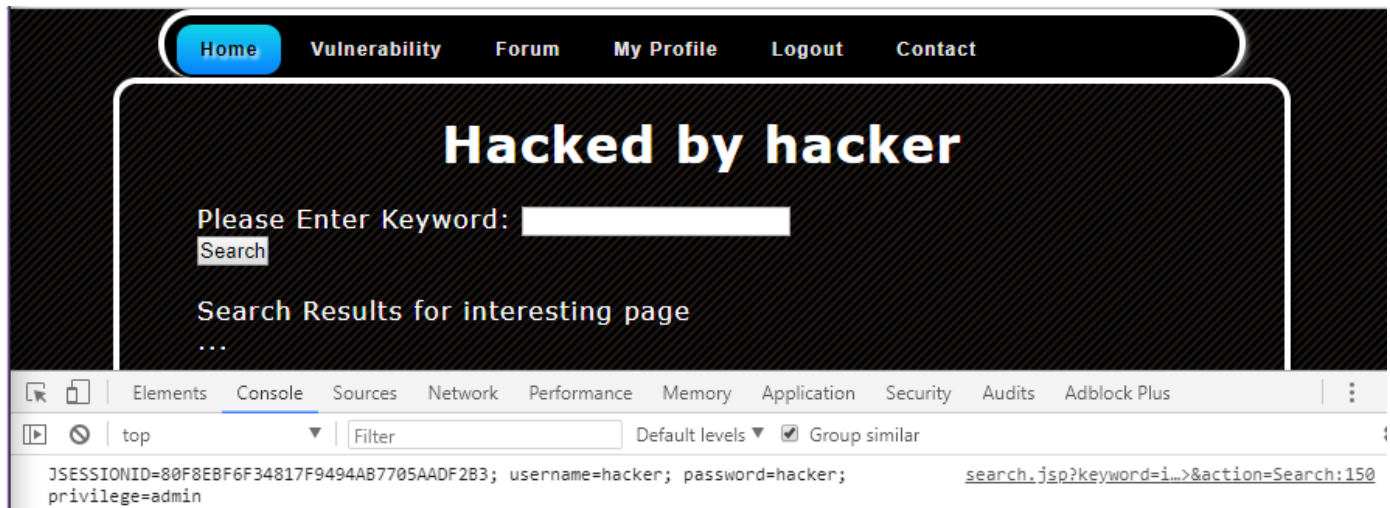 Home Vulnerability Forum My Profile Logout Contact
Hacked by hacker
Please Enter Keyword:
Search
Search Results for interesting page
...
Elements Console Sources Network Performance Memory Application Security Audits Adblock Plus
top Filter Default levels Group similar
JSESSIONID=80F8EBF6F34817F9494AB7705AADF2B3; username=hacker; password=hacker; search.jsp?keyword=i…>&action=Search:150
privilege=admin